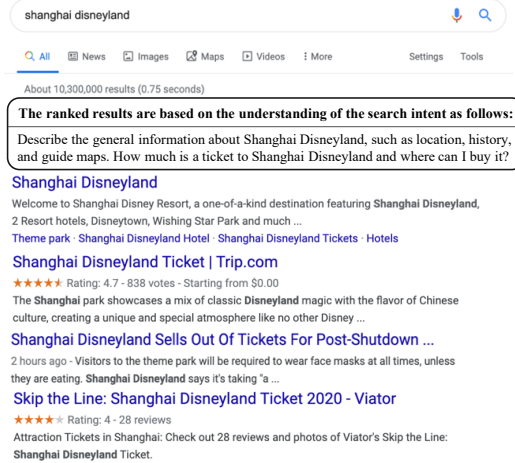 shanghai disneyland
All News Images Maps Videos More Settings Tools
About 10,300,000 results (0.75 seconds)
The ranked results are based on the understanding of the search intent as follows:
Describe the general information about Shanghai Disneyland, such as location, history,
and guide maps. How much is a ticket to Shanghai Disneyland and where can I buy it?
Shanghai Disneyland
Welcome to Shanghai Disney Resort, a one-of-a-kind destination featuring Shanghai Disneyland,
2 Resort hotels, Disneytown, Wishing Star Park and much ...
Theme park · Shanghai Disneyland Hotel · Shanghai Disneyland Tickets · Hotels
Shanghai Disneyland Ticket | Trip.com
Rating: 4.7 - 838 votes - Starting from $0.00
The Shanghai park showcases a mix of classic Disneyland magic with the flavor of Chinese
culture, creating a unique and special atmosphere like no other Disney ...
Shanghai Disneyland Sells Out Of Tickets For Post-Shutdown ...
2 hours ago - Visitors to the theme park will be required to wear face masks at all times, unless
they are eating. Shanghai Disneyland says it's taking "a ...
Skip the Line: Shanghai Disneyland Ticket 2020 - Viator
Rating: 4 - 28 reviews
Attraction Tickets in Shanghai: Check out 28 reviews and photos of Viator's Skip the Line:
Shanghai Disneyland Ticket.